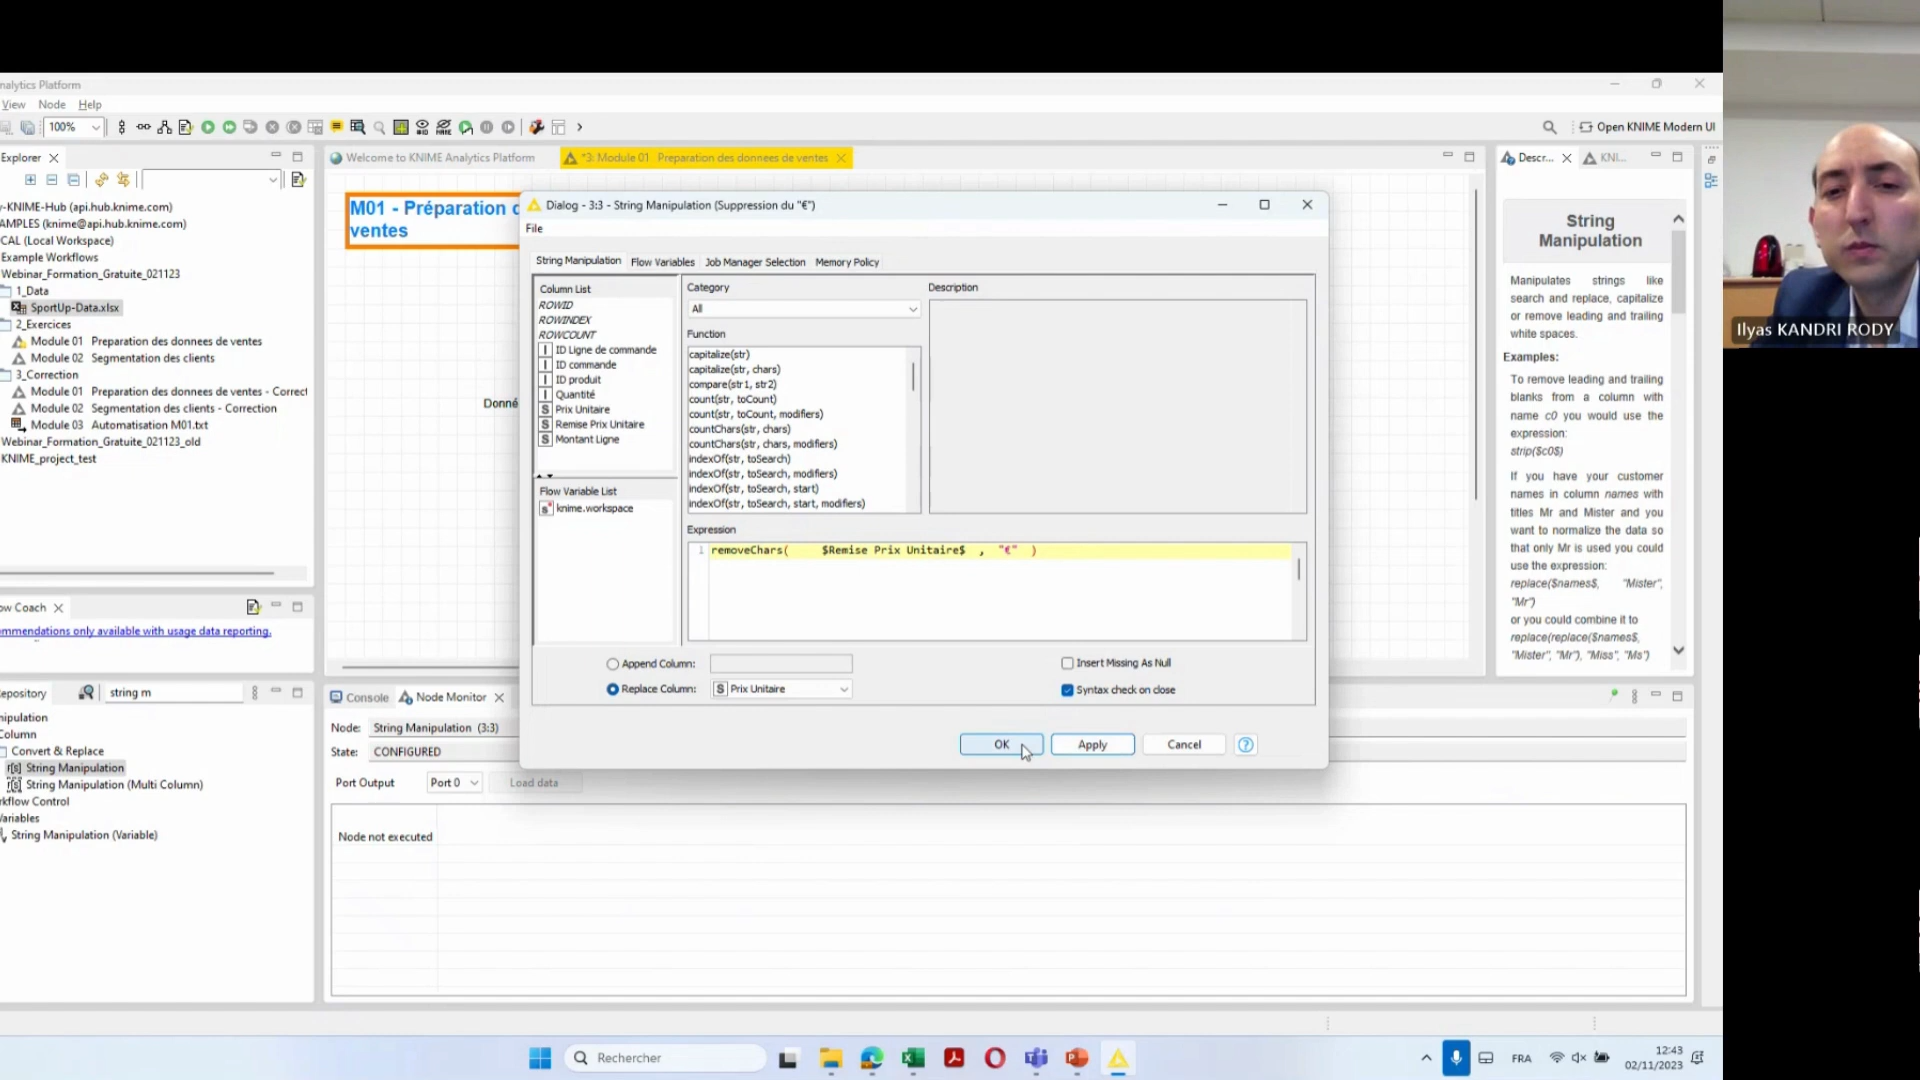 nalytics Platform
View Node Help
100%
Open KNIME Modern UI
Explorer
Welcome to KNIME Analytics Platform
*3: Module 01 Preparation des donnees de ventes
Descr...
KNI...
y-KNIME-Hub (api.hub.knime.com)
AMPLES (knime@api.hub.knime.com)
CAL (Local Workspace)
Example Workflows
Webinar_Formation_Gratuite_021123
1_Data
SportUp-Data.xlsx
2_Exercices
Module 01 Preparation des donnees de ventes
Module 02 Segmentation des clients
3_Correction
Module 01 Preparation des donnees de ventes - Correct
Module 02 Segmentation des clients - Correction
Module 03 Automatisation M01.txt
Webinar_Formation_Gratuite_021123_old
KNIME_project_test
ow Coach
mmendations only available with usage data reporting.
epository
string m
nipulation
Column
Convert & Replace
String Manipulation
String Manipulation (Multi Column)
rkflow Control
Variables
String Manipulation (Variable)
M01 - Préparation d
ventes
Donné
Dialog - 3:3 - String Manipulation (Suppression du "€")
File
String Manipulation Flow Variables Job Manager Selection Memory Policy
Column List
ROWID
ROWINDEX
ROWCOUNT
I ID Ligne de commande
I ID commande
I ID produit
I Quantité
S Prix Unitaire
S Remise Prix Unitaire
S Montant Ligne
Flow Variable List
s knime.workspace
Category
All
Function
capitalize(str)
capitalize(str, chars)
compare(str1, str2)
count(str, toCount)
count(str, toCount, modifiers)
countChars(str, chars)
countChars(str, chars, modifiers)
indexOf(str, toSearch)
indexOf(str, toSearch, modifiers)
indexOf(str, toSearch, start)
indexOf(str, toSearch, start, modifiers)
Description
Expression
1 removeChars( $Remise Prix Unitaire$ , "€" )
Append Column:
Replace Column: S Prix Unitaire
Insert Missing As Null
Syntax check on close
OK Apply Cancel ?
String
Manipulation
Manipulates strings like
search and replace, capitalize
or remove leading and trailing
white spaces.
Examples:
To remove leading and trailing
blanks from a column with
name c0 you would use the
expression:
strip($c0$)
If you have your customer
names in column names with
titles Mr and Mister and you
want to normalize the data so
that only Mr is used you could
use the expression:
replace($names$, "Mister",
"Mr")
or you could combine it to
replace(replace($names$,
"Mister", "Mr"), "Miss", "Ms")
Console
Node Monitor
Node: String Manipulation (3:3)
State: CONFIGURED
Port Output Port 0 Load data
Node not executed
Ilyas KANDRI RODY
Rechercher
FRA
12:43
02/11/2023